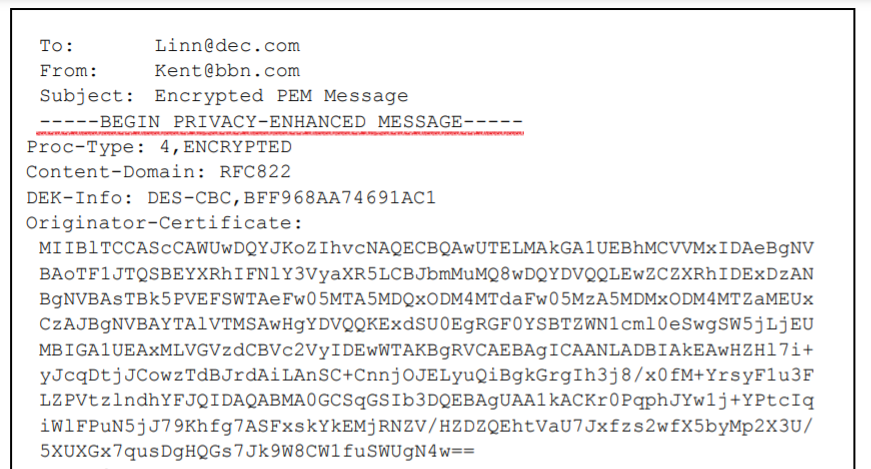 To: Linn@dec.com
From: Kent@bbn.com
Subject: Encrypted PEM Message
-----BEGIN PRIVACY-ENHANCED MESSAGE-----
Proc-Type: 4,ENCRYPTED
Content-Domain: RFC822
DEK-Info: DES-CBC,BFF968AA74691AC1
Originator-Certificate:
MIIBlTCCAScCAWUwDQYJKoZIhvcNAQECBQAwUTELMAkGA1UEBhMCVVMxIDAeBgNV
BAoTF1JTQSBEYXRhIFNlY3VyaXR5LCBJbmMuMQ8wDQYDVQQLEwZCZXRhIDExDzAN
BgNVBAsTBk5PVEFSWTAeFw05MTA5MDQxODM4MTdaFw05MzA5MDMxODM4MTZaMEUx
CzAJBgNVBAYTAlVTMSAwHgYDVQQKExdSU0EgRGF0YSBTZWN1cml0eSwgSW5jLjEU
MBIGA1UEAxMLVGVzdCBVc2VyIDEwWTAKBgRVCAEBAgICAANLADBIAkEAwHZHl7i+
yJcqDtjJCowzTdBJrdAiLAnSC+CnnjOJELyuQiBgkGrgIh3j8/x0fM+YrsyF1u3F
LZPVtzlndhYFJQIDAQABMA0GCSqGSIb3DQEBAgUAA1kACKr0PqphJYw1j+YPtcIq
iWlFPuN5jJ79Khfg7ASFxskYkEMjRNZV/HZDZQEhtVaU7Jxfzs2wfX5byMp2X3U/
5XUXGx7qusDgHQGs7Jk9W8CW1fuSWUgN4w==